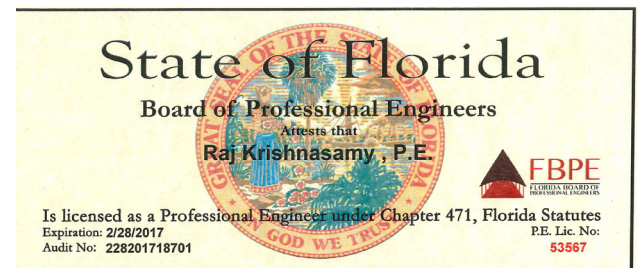 State of Florida
Board of Professional Engineers
Attests that
Raj Krishnasamy , P.E.
FBPE
FLORIDA BOARD OF
PROFESSIONAL ENGINEERS
Is licensed as a Professional Engineer under Chapter 471, Florida Statutes
Expiration: 2/28/2017
P.E. Lic. No:
Audit No: 228201718701
53567
GREAT SEAL OF THE STATE OF FLORIDA
IN GOD WE TRUST